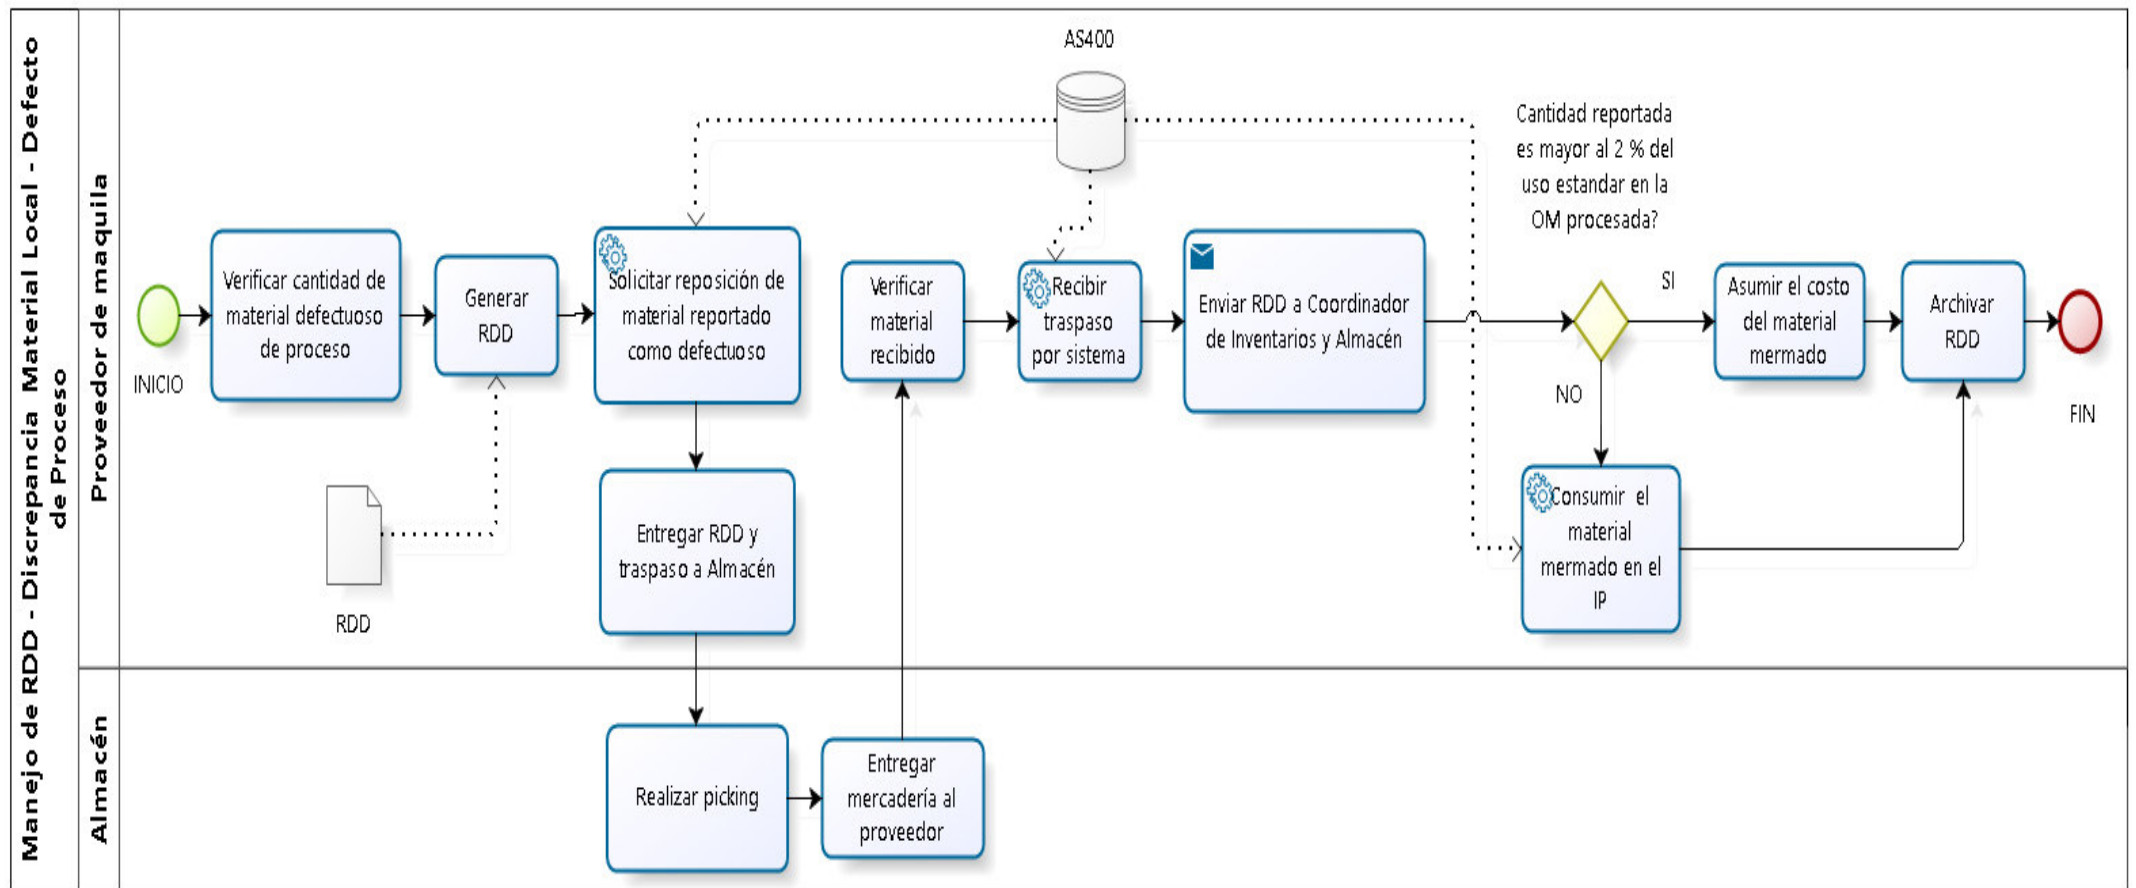 Manejo de RDD - Discrepancia Material Local - Defecto
de Proceso
Proveedor de maquila
Almacén
AS400
Cantidad reportada
es mayor al 2 % del
uso estandar en la
OM procesada?
INICIO
Verificar cantidad de
material defectuoso
de proceso
Generar
RDD
Solicitar reposición de
material reportado
como defectuoso
Verificar
material
recibido
Recibir
traspaso
por sistema
Enviar RDD a Coordinador
de Inventarios y Almacén
SI
NO
Asumir el costo
del material
mermado
Archivar
RDD
FIN
RDD
Entregar RDD y
traspaso a Almacén
Consumir el
material
mermado en el
IP
Realizar picking
Entregar
mercadería al
proveedor